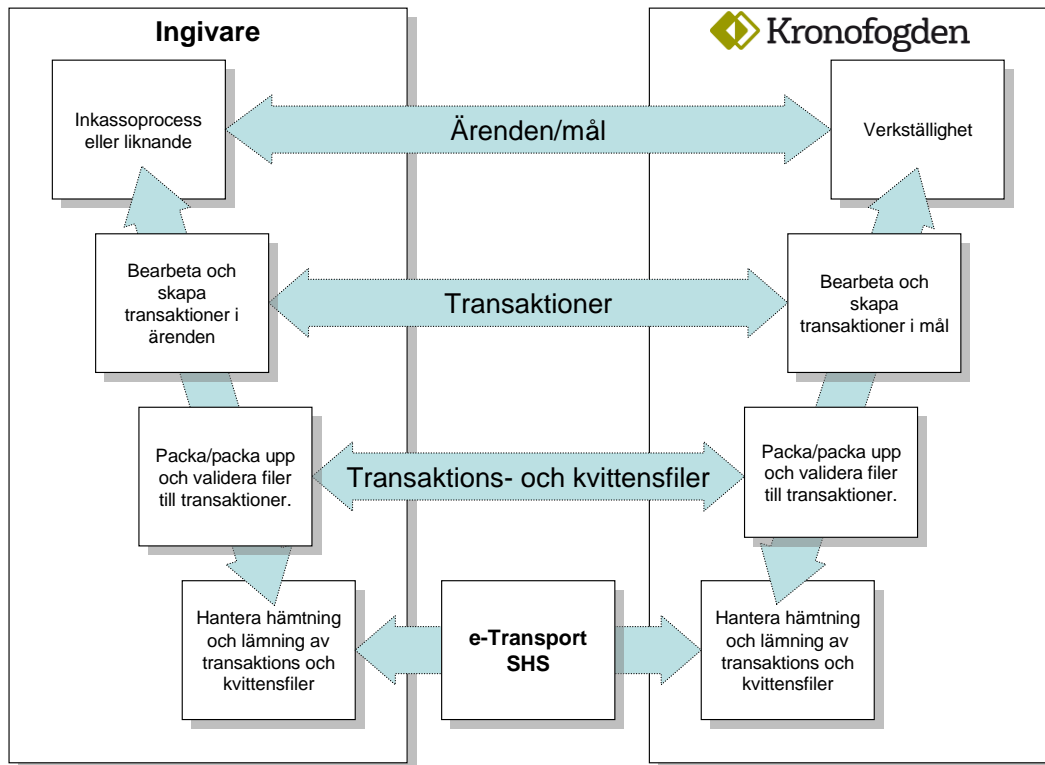 Ingivare
Kronofogden
Inkassoprocess
eller liknande
Ärenden/mål
Verkställighet
Bearbeta och
skapa
transaktioner i
ärenden
Transaktioner
Bearbeta och
skapa
transaktioner i mål
Packa/packa upp
och validera filer
till transaktioner.
Transaktions- och kvittensfiler
Packa/packa upp
och validera filer
till transaktioner.
Hantera hämtning
och lämning av
transaktions och
kvittensfiler
e-Transport
SHS
Hantera hämtning
och lämning av
transaktions och
kvittensfiler